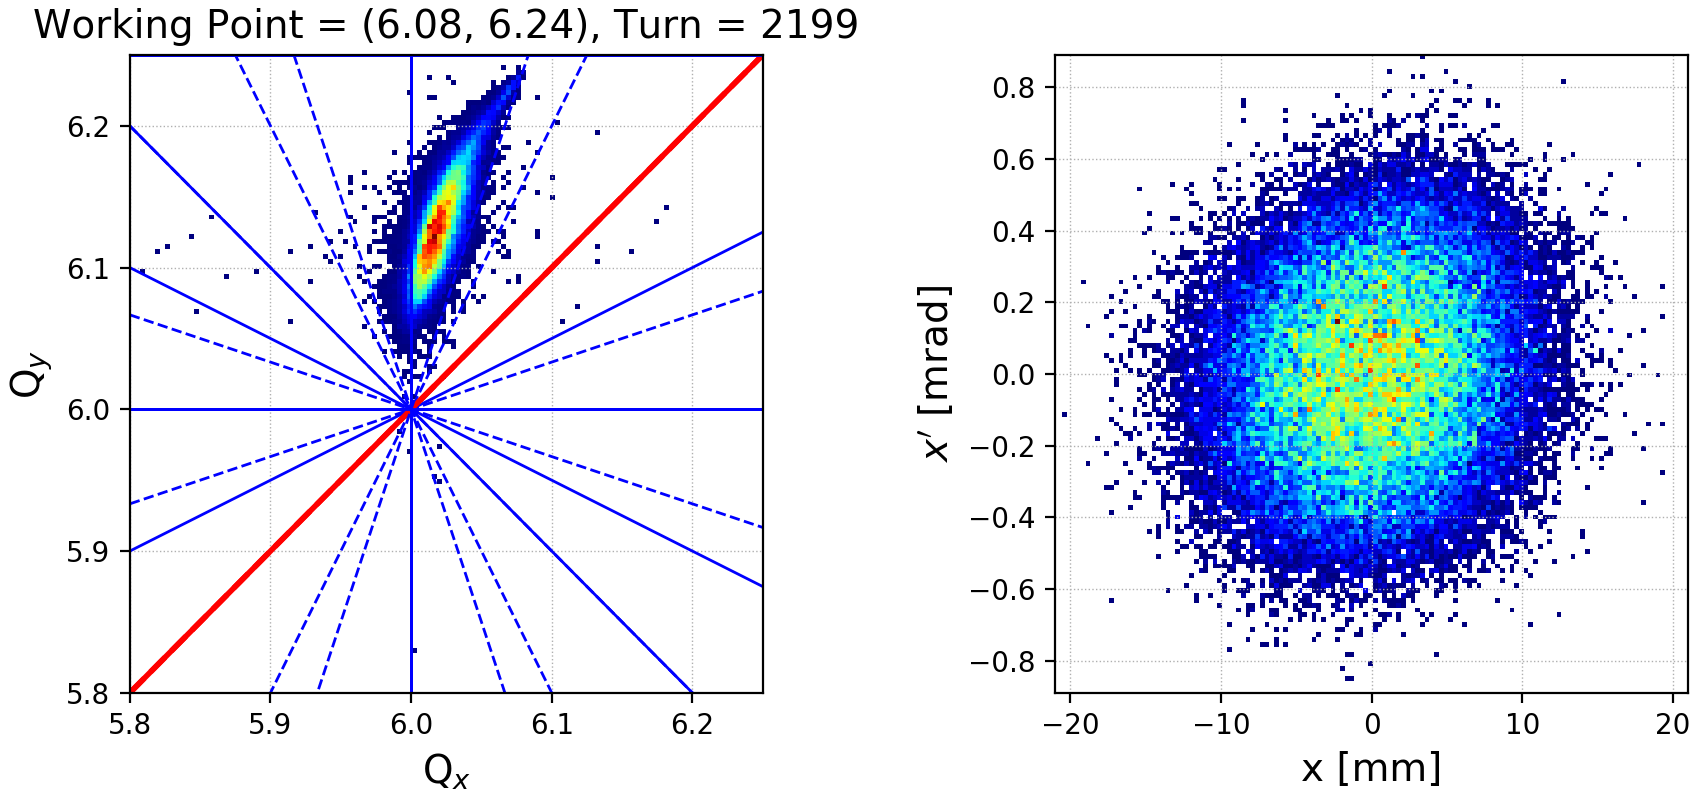 Working Point = (6.08, 6.24), Turn = 2199
6.2
6.1
6.0
5.9
5.8
Qy
5.8 5.9 6.0 6.1 6.2
Qx
0.8
0.6
0.4
0.2
0.0
−0.2
−0.4
−0.6
−0.8
x′ [mrad]
−20 −10 0 10 20
x [mm]